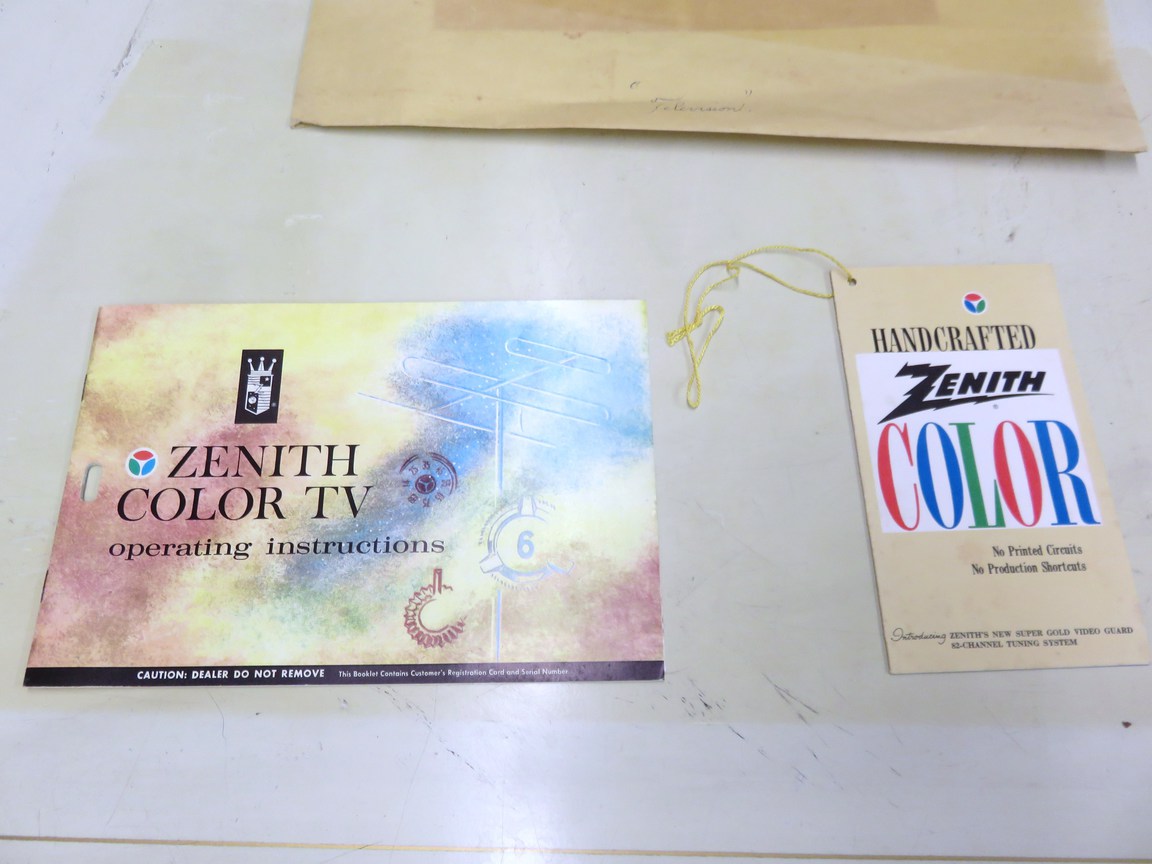 "Television"
ZENITH
COLOR TV
operating instructions
6
CAUTION: DEALER DO NOT REMOVE This Booklet Contains Customer's Registration Card and Serial Number
HANDCRAFTED
ZENITH
COLOR
No Printed Circuits
No Production Shortcuts
Introducing ZENITH'S NEW SUPER GOLD VIDEO GUARD
82-CHANNEL TUNING SYSTEM